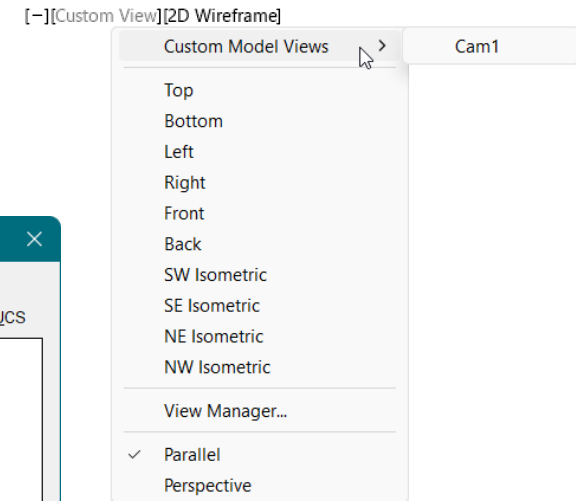 [−][Custom View][2D Wireframe]
Custom Model Views
Cam1
Top
Bottom
Left
Right
Front
Back
SW Isometric
SE Isometric
NE Isometric
NW Isometric
View Manager...
Parallel
Perspective
UCS